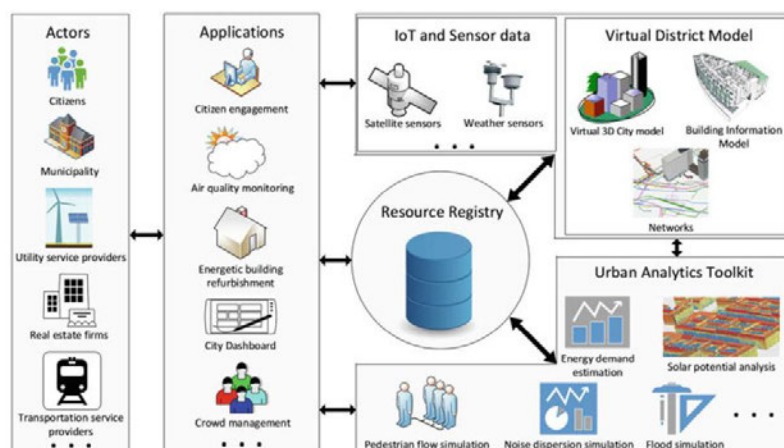 Actors
Citizens
Municipality
Utility service providers
Real estate firms
Transportation service
providers
. . .
Applications
Citizen engagement
Air quality monitoring
Energetic building
refurbishment
City Dashboard
Crowd management
. . .
IoT and Sensor data
Satellite sensors
Weather sensors
. . .
Virtual District Model
Virtual 3D City model
Building Information
Model
Networks
Resource Registry
Urban Analytics Toolkit
Energy demand
estimation
Solar potential analysis
Pedestrian flow simulation
Noise dispersion simulation
Flood simulation
. . .